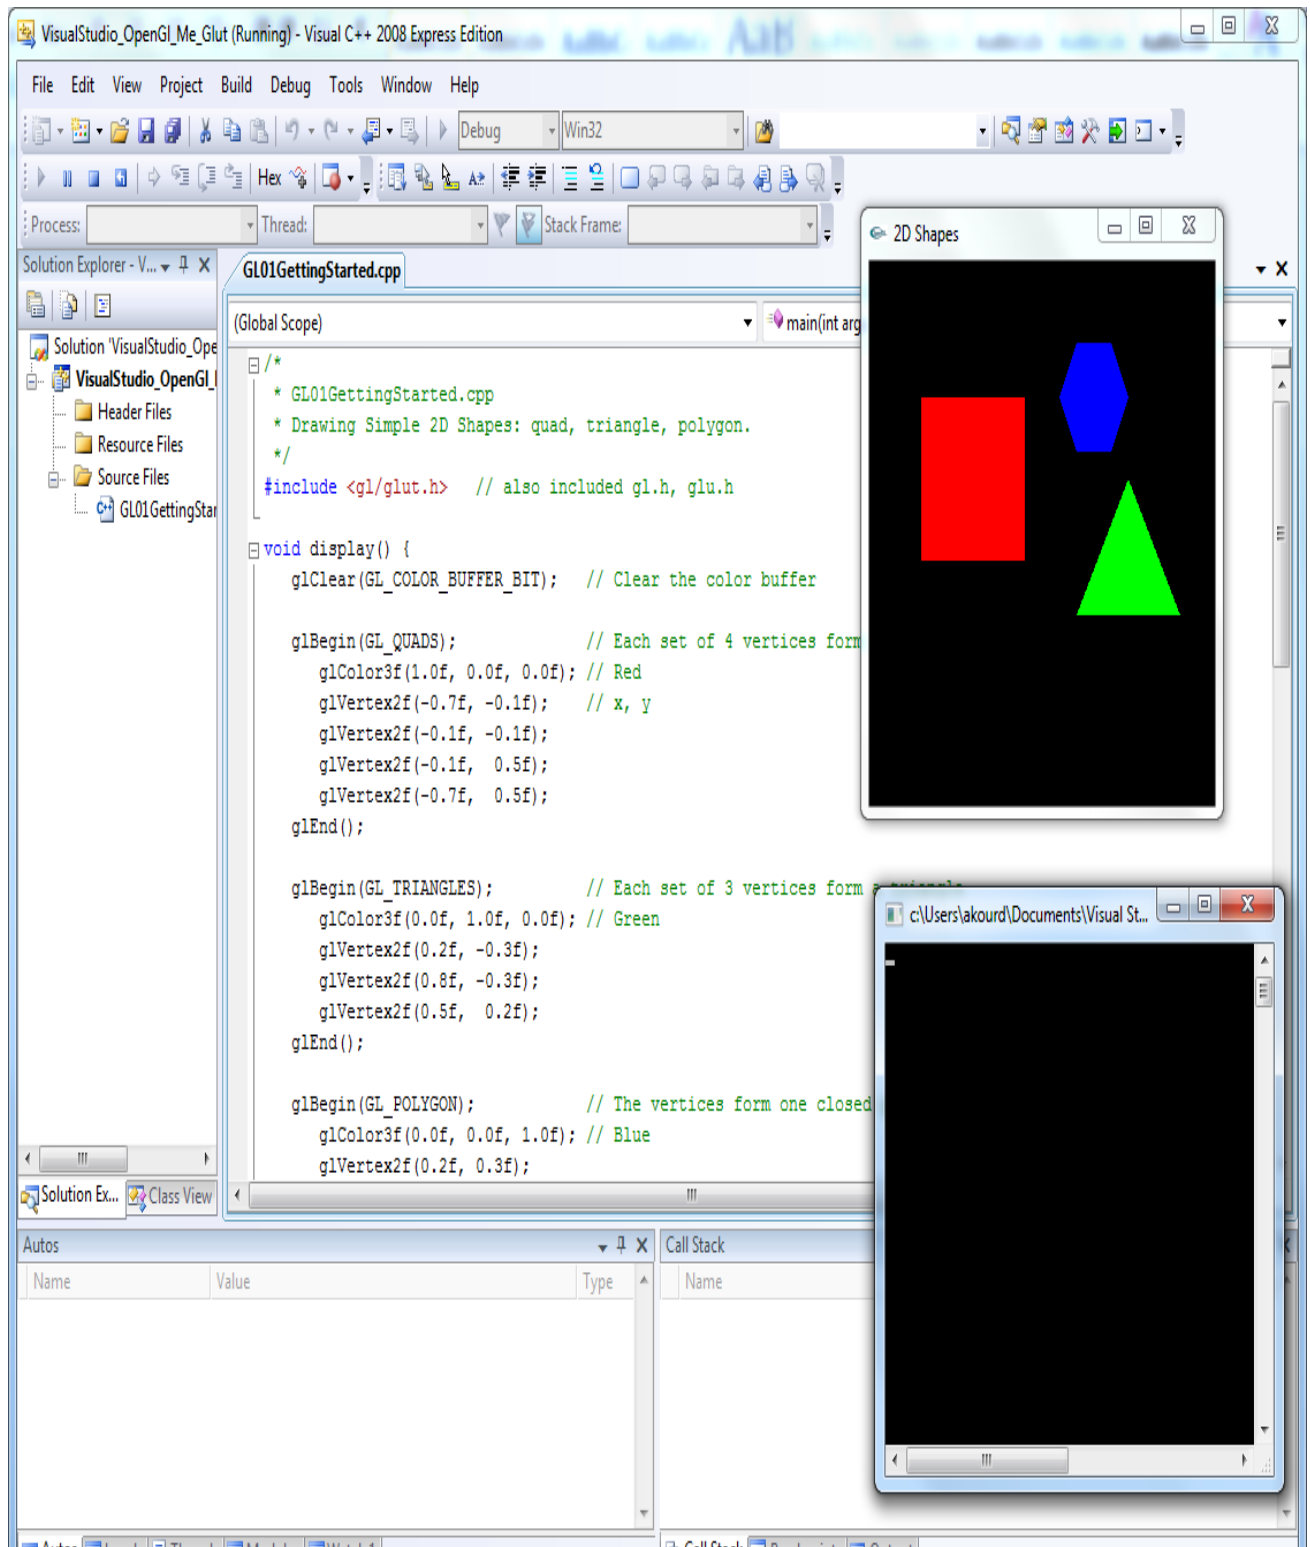 VisualStudio_OpenGl_Me_Glut (Running) - Visual C++ 2008 Express Edition
File Edit View Project Build Debug Tools Window Help
Debug Win32
Hex
Process: Thread: Stack Frame:
Solution Explorer - V...
Solution 'VisualStudio_Ope
VisualStudio_OpenGl_
Header Files
Resource Files
Source Files
GL01GettingStar
Solution Ex... Class View
GL01GettingStarted.cpp
(Global Scope) main(int arg
/*
* GL01GettingStarted.cpp
* Drawing Simple 2D Shapes: quad, triangle, polygon.
*/
#include <gl/glut.h> // also included gl.h, glu.h
void display() {
glClear(GL_COLOR_BUFFER_BIT); // Clear the color buffer
glBegin(GL_QUADS); // Each set of 4 vertices form
glColor3f(1.0f, 0.0f, 0.0f); // Red
glVertex2f(-0.7f, -0.1f); // x, y
glVertex2f(-0.1f, -0.1f);
glVertex2f(-0.1f, 0.5f);
glVertex2f(-0.7f, 0.5f);
glEnd();
glBegin(GL_TRIANGLES); // Each set of 3 vertices form a triangle
glColor3f(0.0f, 1.0f, 0.0f); // Green
glVertex2f(0.2f, -0.3f);
glVertex2f(0.8f, -0.3f);
glVertex2f(0.5f, 0.2f);
glEnd();
glBegin(GL_POLYGON); // The vertices form one closed
glColor3f(0.0f, 0.0f, 1.0f); // Blue
glVertex2f(0.2f, 0.3f);
2D Shapes
c:\Users\akourd\Documents\Visual St...
Autos
Name Value Type
Call Stack
Name